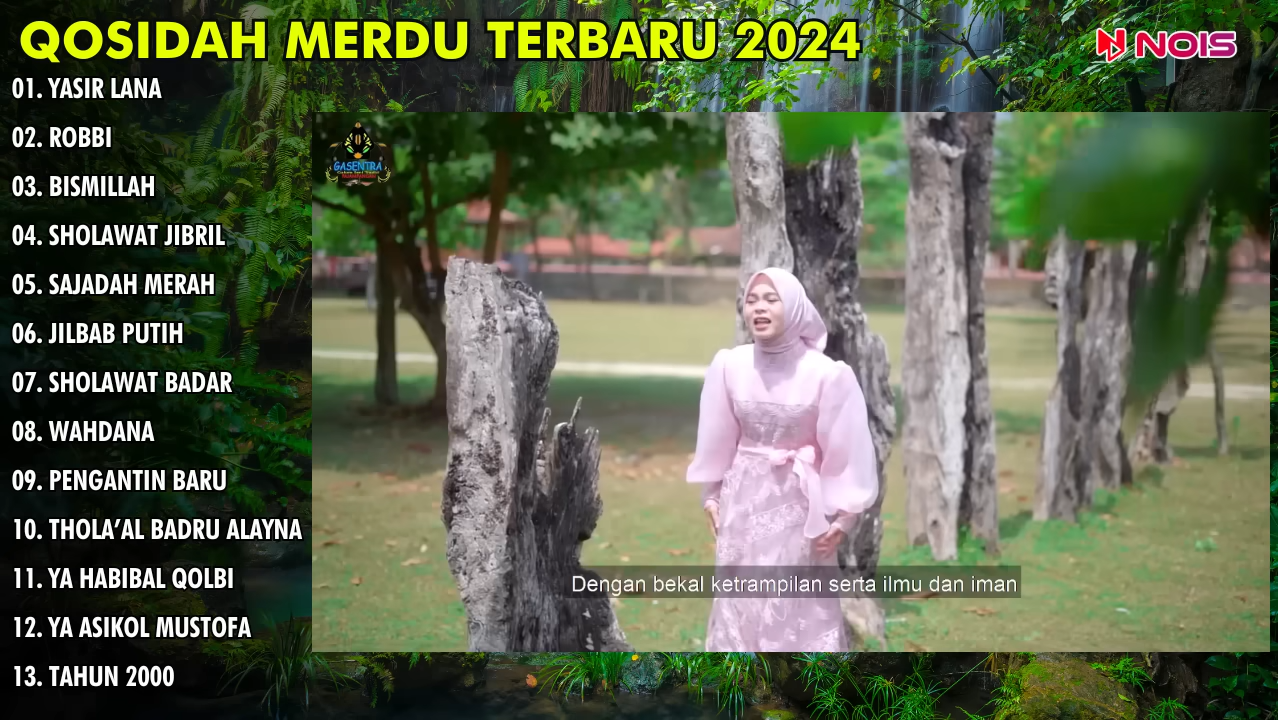 QOSIDAH MERDU TERBARU 2024
NOIS
01. YASIR LANA
02. ROBBI
03. BISMILLAH
04. SHOLAWAT JIBRIL
05. SAJADAH MERAH
06. JILBAB PUTIH
07. SHOLAWAT BADAR
08. WAHDANA
09. PENGANTIN BARU
10. THOLA’AL BADRU ALAYNA
11. YA HABIBAL QOLBI
12. YA ASIKOL MUSTOFA
13. TAHUN 2000
GASENTRA
Dengan bekal ketrampilan serta ilmu dan iman